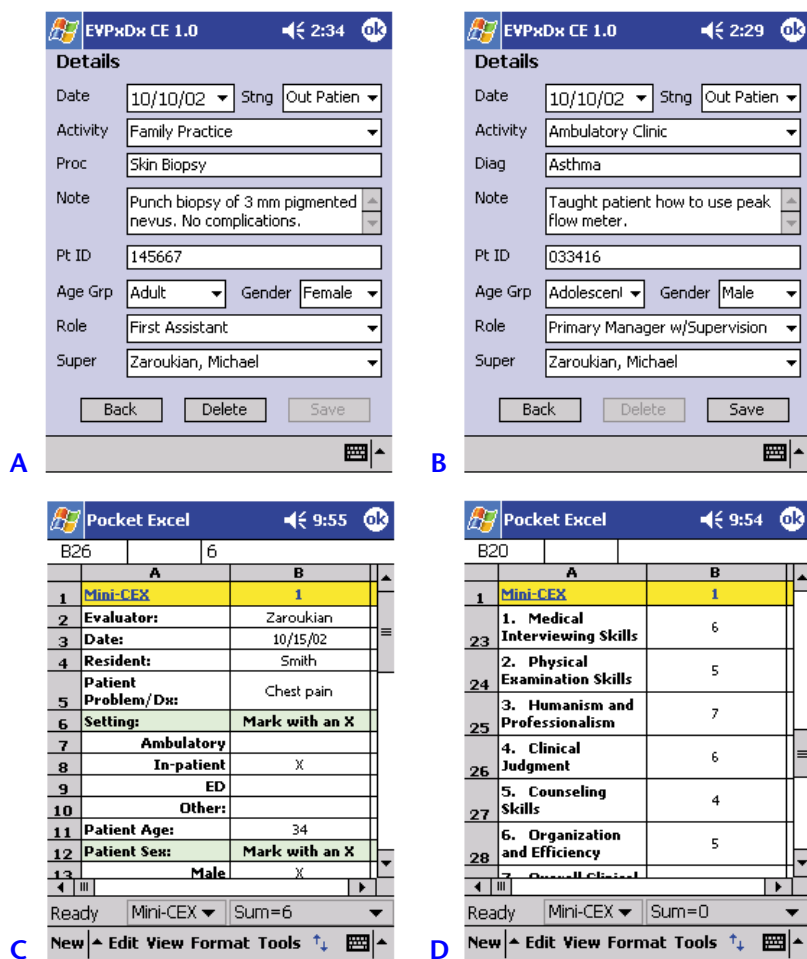 EVPxDx CE 1.0 2:34 ok
Details
Date 10/10/02 Stng Out Patien
Activity Family Practice
Proc Skin Biopsy
Note Punch biopsy of 3 mm pigmented
nevus. No complications.
Pt ID 145667
Age Grp Adult Gender Female
Role First Assistant
Super Zaroukian, Michael
Back Delete Save
A
EVPxDx CE 1.0 2:29 ok
Details
Date 10/10/02 Stng Out Patien
Activity Ambulatory Clinic
Diag Asthma
Note Taught patient how to use peak
flow meter.
Pt ID 033416
Age Grp Adolescent Gender Male
Role Primary Manager w/Supervision
Super Zaroukian, Michael
Back Delete Save
B
Pocket Excel 9:55 ok
B26 6
A B
1 Mini-CEX 1
2 Evaluator: Zaroukian
3 Date: 10/15/02
4 Resident: Smith
Patient
5 Problem/Dx: Chest pain
6 Setting: Mark with an X
7 Ambulatory
8 In-patient X
9 ED
10 Other:
11 Patient Age: 34
12 Patient Sex: Mark with an X
13 Male X
Ready Mini-CEX Sum=6
New Edit View Format Tools
C
Pocket Excel 9:54 ok
B20
A B
1 Mini-CEX 1
1. Medical
23 Interviewing Skills 6
2. Physical
24 Examination Skills 5
3. Humanism and
25 Professionalism 7
4. Clinical
26 Judgment 6
5. Counseling
27 Skills 4
6. Organization
28 and Efficiency 5
7. Overall Clinical
Ready Mini-CEX Sum=0
New Edit View Format Tools
D